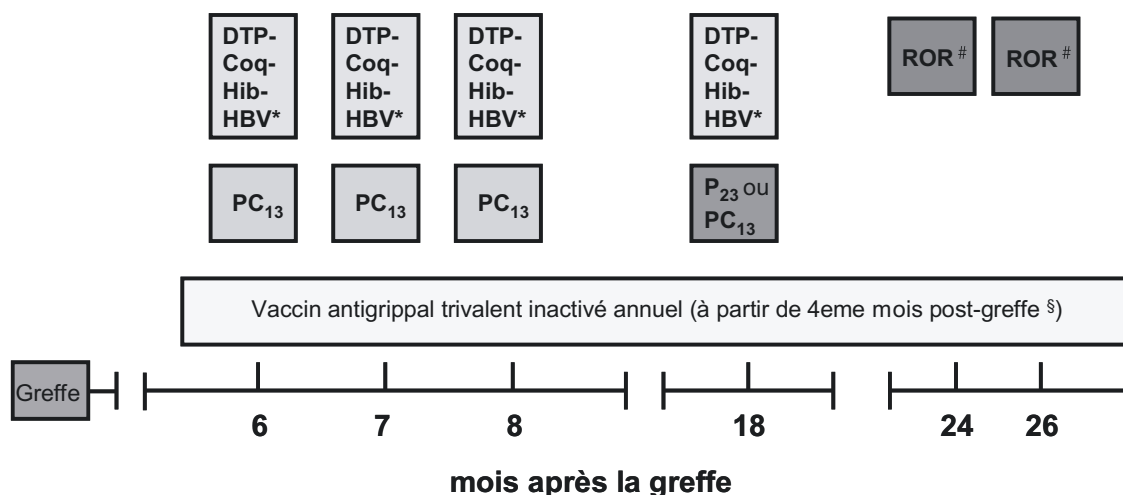 DTP-
Coq-
Hib-
HBV*
DTP-
Coq-
Hib-
HBV*
DTP-
Coq-
Hib-
HBV*
DTP-
Coq-
Hib-
HBV*
ROR #
ROR #
PC13
PC13
PC13
P23 ou
PC13
Vaccin antigrippal trivalent inactivé annuel (à partir de 4eme mois post-greffe §)
Greffe
6 7 8 18 24 26
mois après la greffe